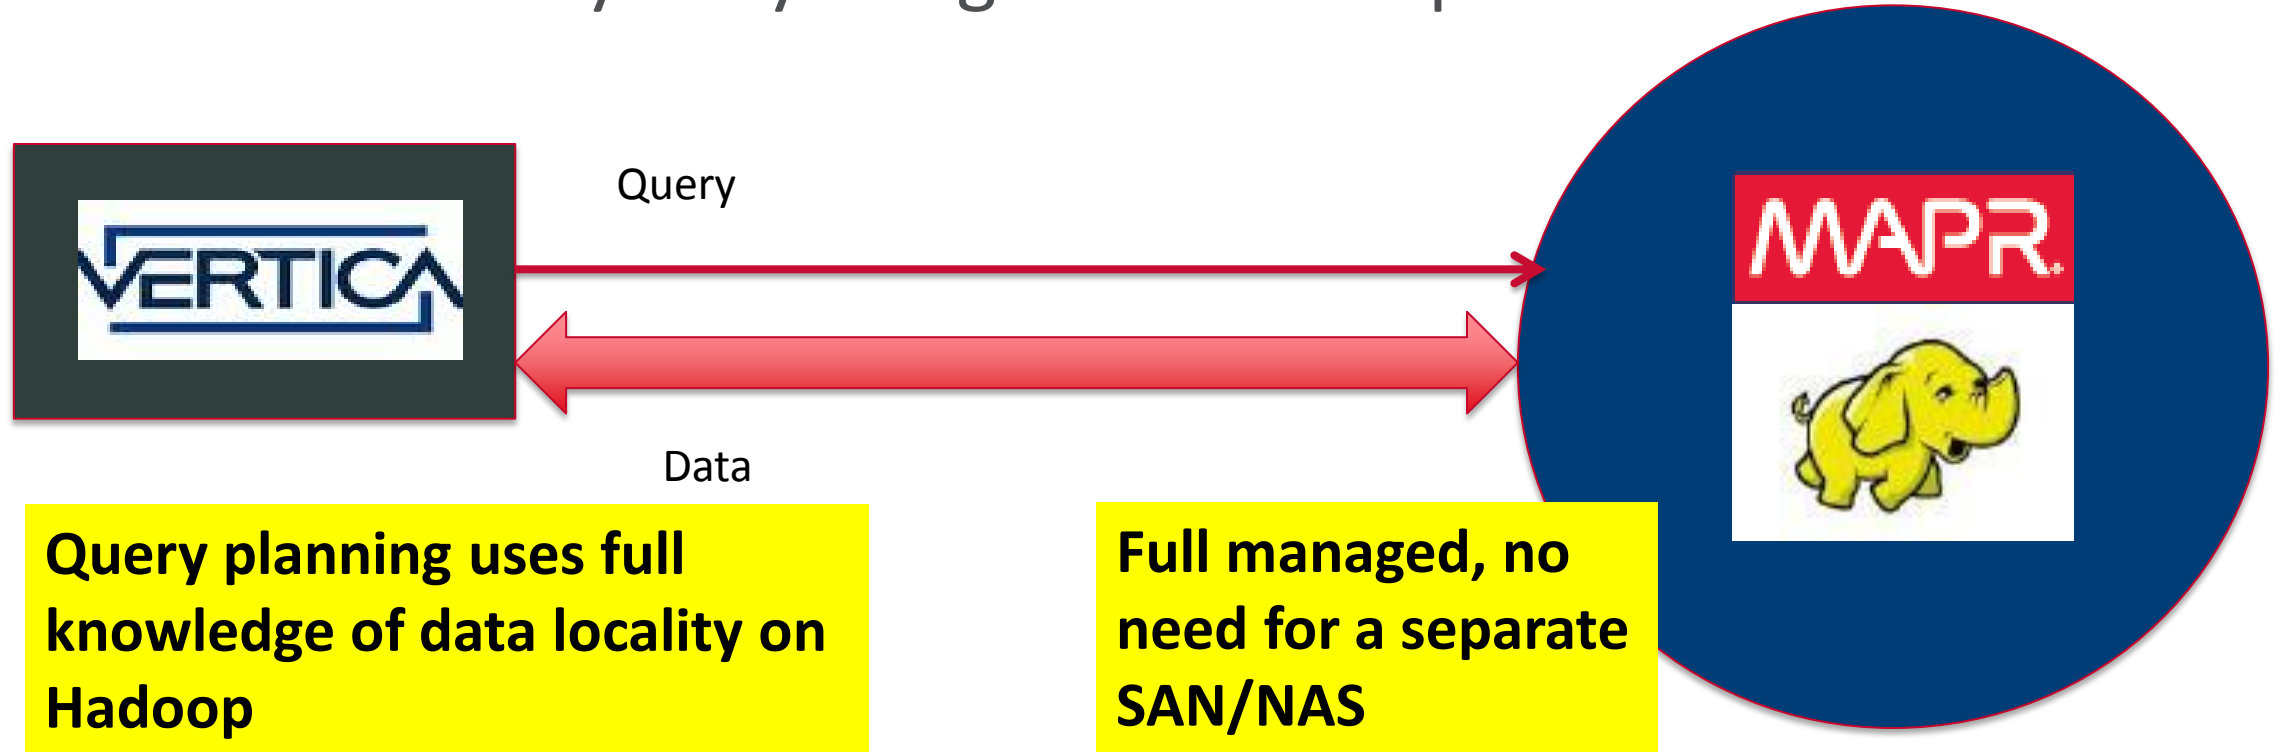 Query
VERTICA
MAPR
Data
Query planning uses full
knowledge of data locality on
Hadoop
Full managed, no
need for a separate
SAN/NAS